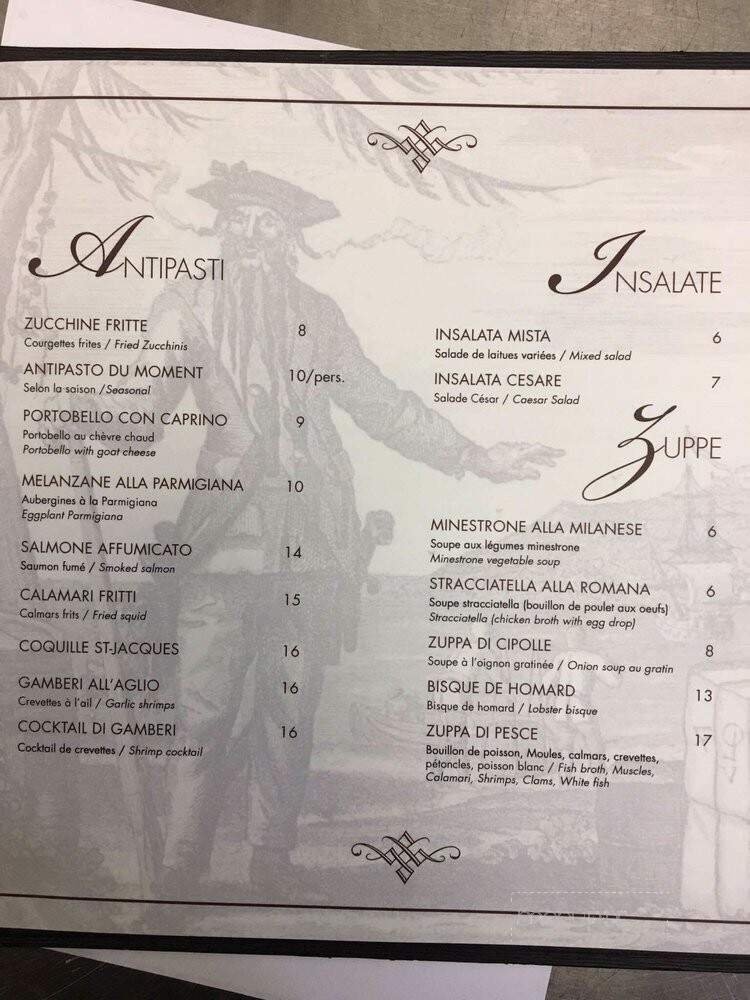 ANTIPASTI
ZUCCHINE FRITTE 8
Courgettes frites / Fried Zucchinis
ANTIPASTO DU MOMENT 10/pers.
Selon la saison /Seasonal
PORTOBELLO CON CAPRINO 9
Portobello au chèvre chaud
Portobello with goat cheese
MELANZANE ALLA PARMIGIANA 10
Aubergines à la Parmigiana
Eggplant Parmigiana
SALMONE AFFUMICATO 14
Saumon fumé / Smoked salmon
CALAMARI FRITTI 15
Calmars frits / Fried squid
COQUILLE ST-JACQUES 16
GAMBERI ALL'AGLIO 16
Crevettes à l'ail / Garlic shrimps
COCKTAIL DI GAMBERI 16
Cocktail de crevettes / Shrimp cocktail
INSALATE
INSALATA MISTA 6
Salade de laitues variées / Mixed salad
INSALATA CESARE 7
Salade César / Caesar Salad
ZUPPE
MINESTRONE ALLA MILANESE 6
Soupe aux légumes minestrone
Minestrone vegetable soup
STRACCIATELLA ALLA ROMANA 6
Soupe stracciatella (bouillon de poulet aux oeufs)
Stracciatella (chicken broth with egg drop)
ZUPPA DI CIPOLLE 8
Soupe à l'oignon gratinée / Onion soup au gratin
BISQUE DE HOMARD 13
Bisque de homard / Lobster bisque
ZUPPA DI PESCE 17
Bouillon de poisson, Moules, calmars, crevettes,
pétoncles, poisson blanc / Fish broth, Muscles,
Calamari, Shrimps, Clams, White fish